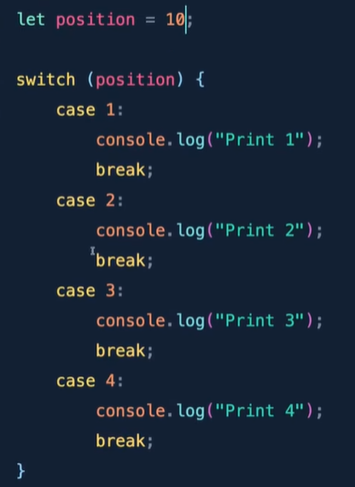 let position = 10;
switch (position) {
    case 1:
        console.log("Print 1");
        break;
    case 2:
        console.log("Print 2");
        break;
    case 3:
        console.log("Print 3");
        break;
    case 4:
        console.log("Print 4");
        break;
}